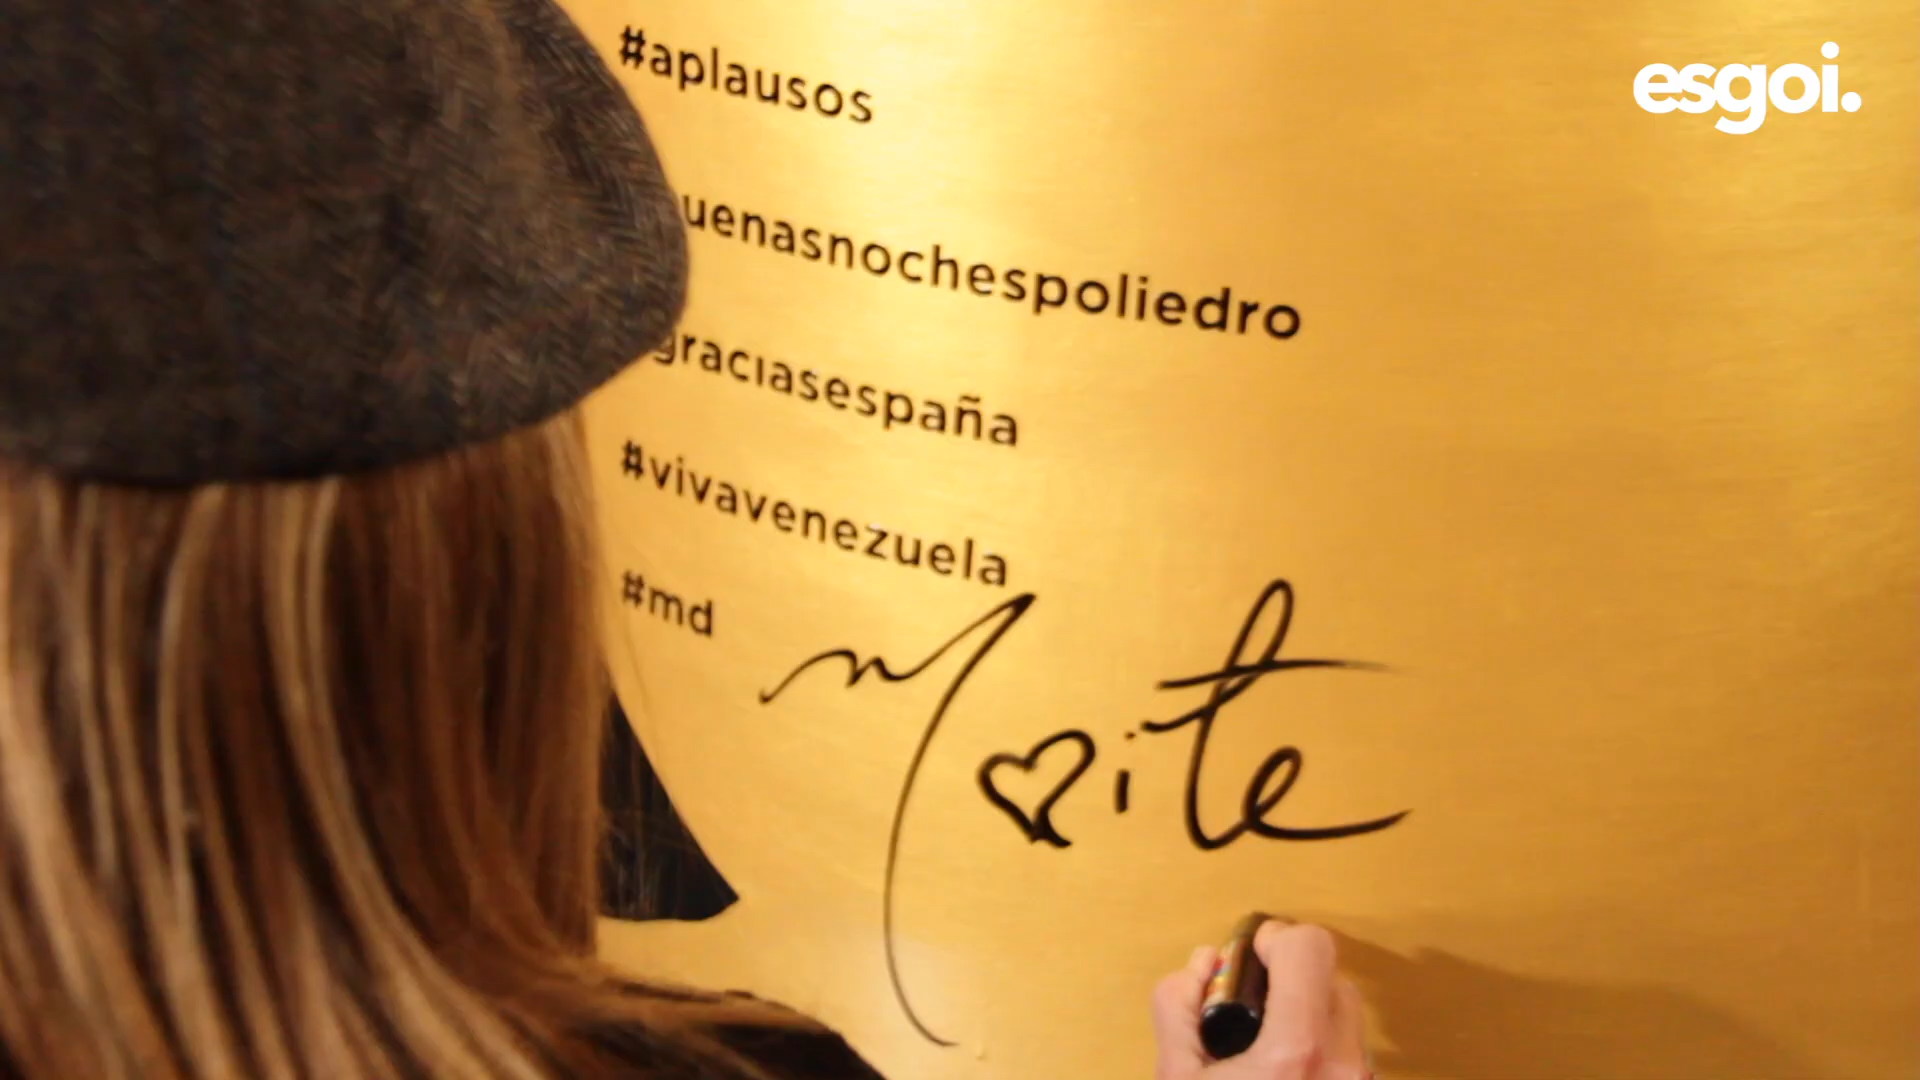 esgoi.
#aplausos
uenasnochespoliedro
graciasespaña
#vivavenezuela
#md
Maite